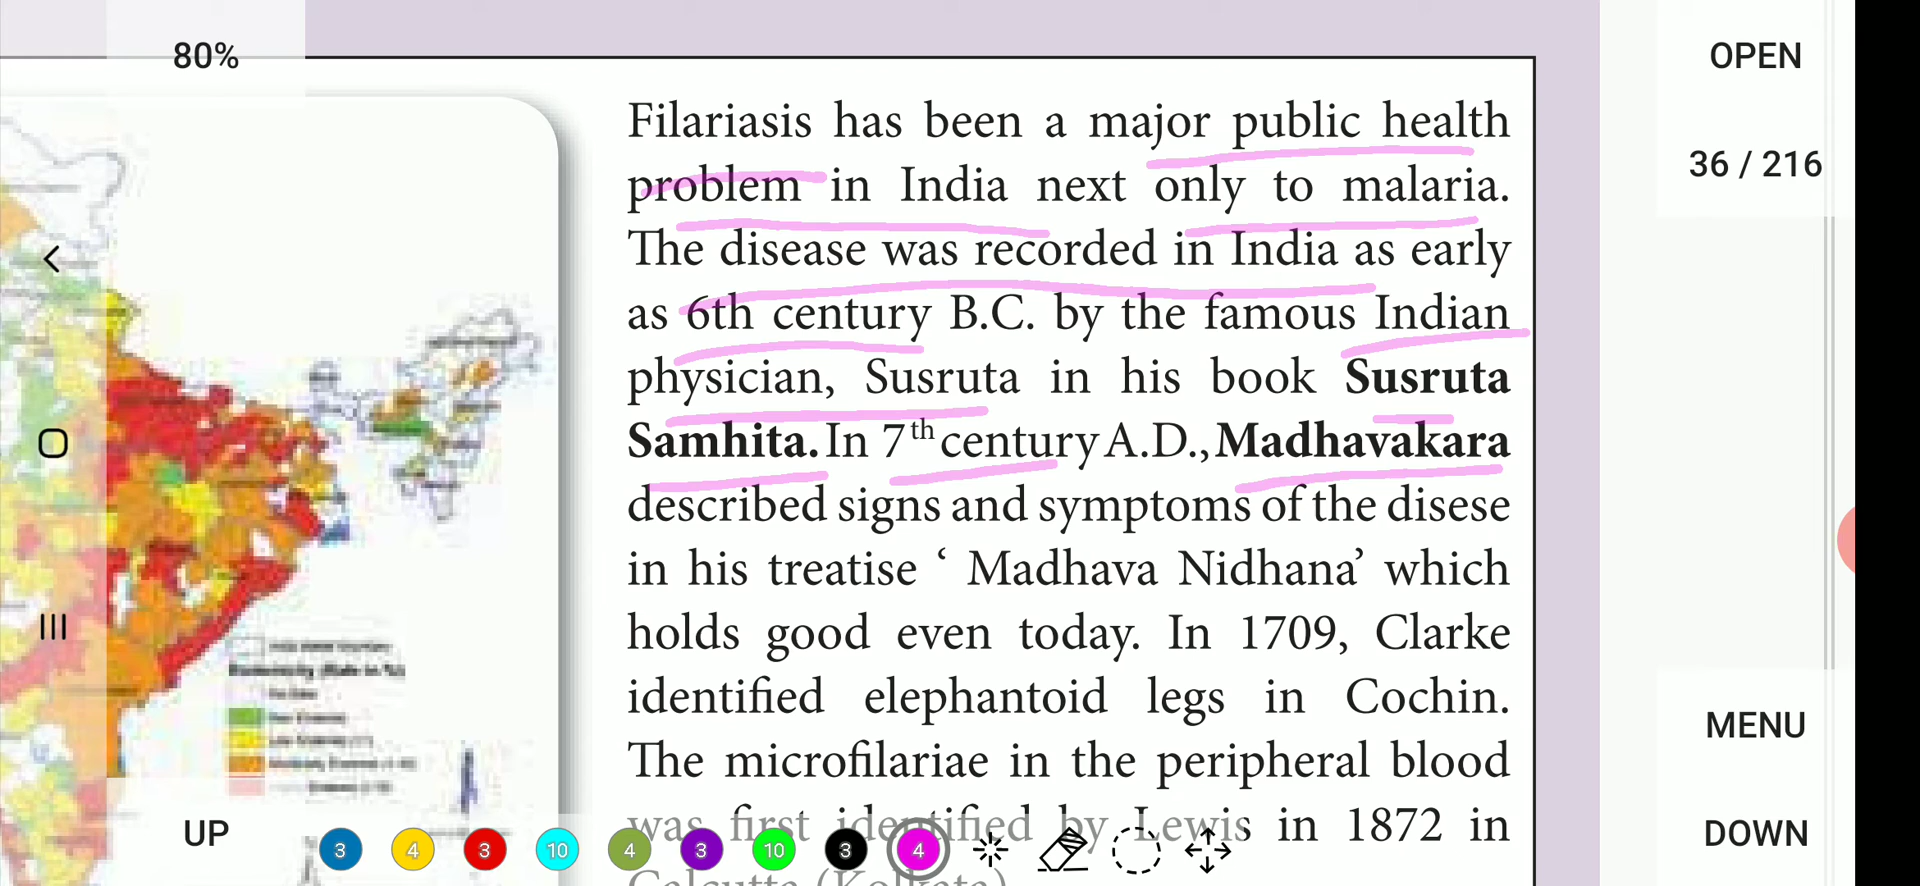 80%
OPEN
36 / 216
Filariasis has been a major public health
problem in India next only to malaria.
The disease was recorded in India as early
as 6th century B.C. by the famous Indian
physician, Susruta in his book Susruta
Samhita. In 7th century A.D., Madhavakara
described signs and symptoms of the disese
in his treatise ‘ Madhava Nidhana’ which
holds good even today. In 1709, Clarke
identified elephantoid legs in Cochin.
The microfilariae in the peripheral blood
was first identified by Lewis in 1872 in
Calcutta (Kolkata)
MENU
UP
DOWN
3 4 3 10 4 3 10 3 4